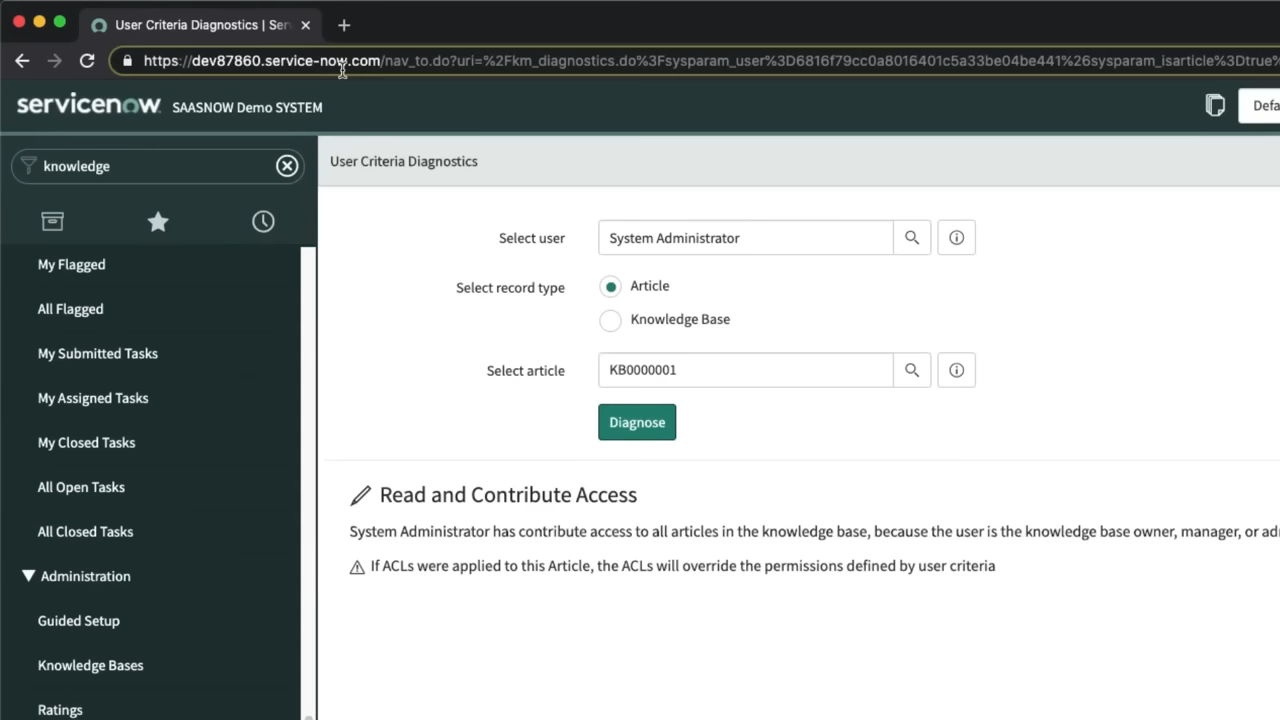 User Criteria Diagnostics | Ser
https://dev87860.service-now.com/nav_to.do?uri=%2Fkm_diagnostics.do%3Fsysparam_user%3D6816f79cc0a8016401c5a33be04be441%26sysparam_isarticle%3Dtrue%
servicenow SAASNOW Demo SYSTEM
Defa
knowledge
User Criteria Diagnostics
My Flagged
All Flagged
My Submitted Tasks
My Assigned Tasks
My Closed Tasks
All Open Tasks
All Closed Tasks
Administration
Guided Setup
Knowledge Bases
Ratings
Select user System Administrator
Select record type Article
Knowledge Base
Select article KB0000001
Diagnose
Read and Contribute Access
System Administrator has contribute access to all articles in the knowledge base, because the user is the knowledge base owner, manager, or adı
If ACLs were applied to this Article, the ACLs will override the permissions defined by user criteria